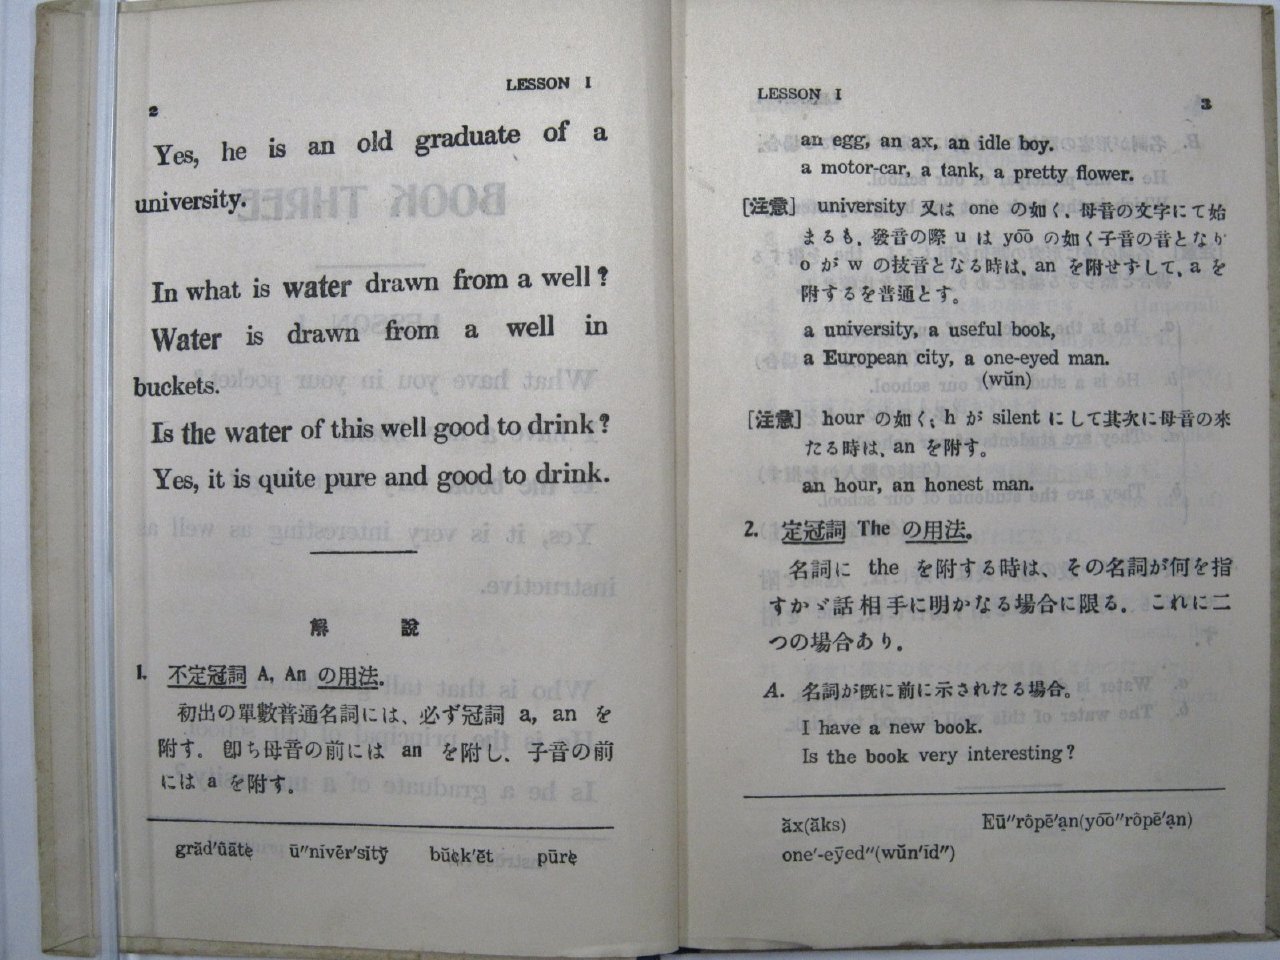 LESSON I
2
Yes, he is an old graduate of a
university.
In what is water drawn from a well?
Water is drawn from a well in
buckets.
Is the water of this well good to drink?
Yes, it is quite pure and good to drink.
解 說
1. 不定冠詞 A, An の用法.
初出の單數普通名詞には、必ず冠詞 a, an を
附す。卽ち母音の前には an を附し、子音の前
には a を附す。
grăd'ûāte ū"nĭvẽr'sĭty̆ bŭck'ĕt pūre
LESSON I
3
an egg, an ax, an idle boy.
a motor-car, a tank, a pretty flower.
[注意] university 又は one の如く、母音の文字にて始
まるも、發音の際 u は yōō の如く子音の音となり
o が w の技音となる時は、an を附せずして、a を
附するを普通とす。
a university, a useful book,
a European city, a one-eyed man.
(wŭn)
[注意] hour の如く、h が silent にして其次に母音の來
たる時は、an を附す。
an hour, an honest man.
2. 定冠詞 The の用法。
名詞に the を附する時は、その名詞が何を指
すかゞ話相手に明かなる場合に限る。これに二
つの場合あり。
A. 名詞が旣に前に示されたる場合。
I have a new book.
Is the book very interesting?
ăx(ăks) Eū"rôpē'ạn(yōō"rôpē'ạn)
one'-eȳed"(wŭn'īd")